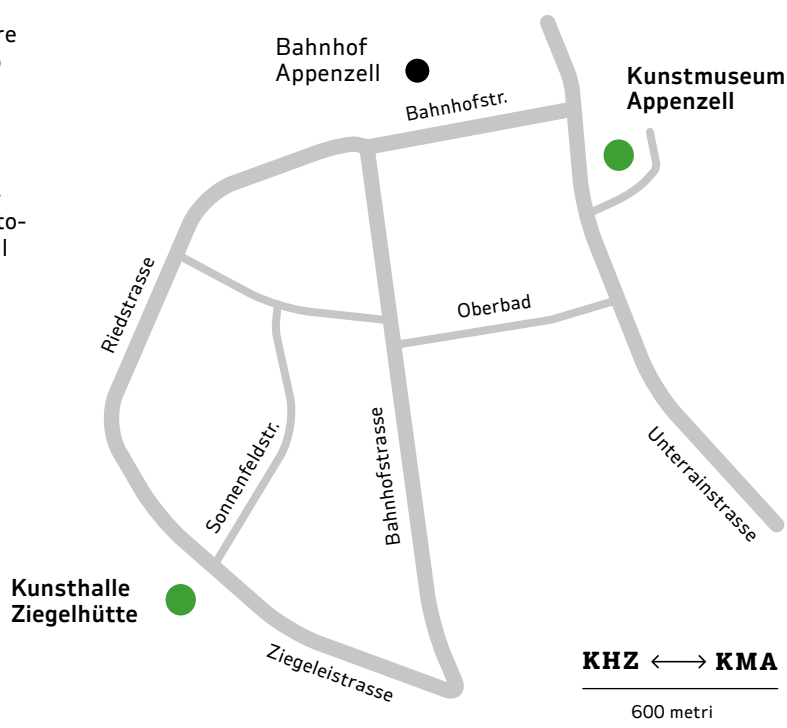 Bahnhof
Appenzell
Bahnhofstr.
Kunstmuseum
Appenzell
Riedstrasse
Oberbad
Sonnenfeldstr.
Bahnhofstrasse
Unterrainstrasse
Kunsthalle
Ziegelhütte
Ziegeleistrasse
KHZ ⟷ KMA
600 metri